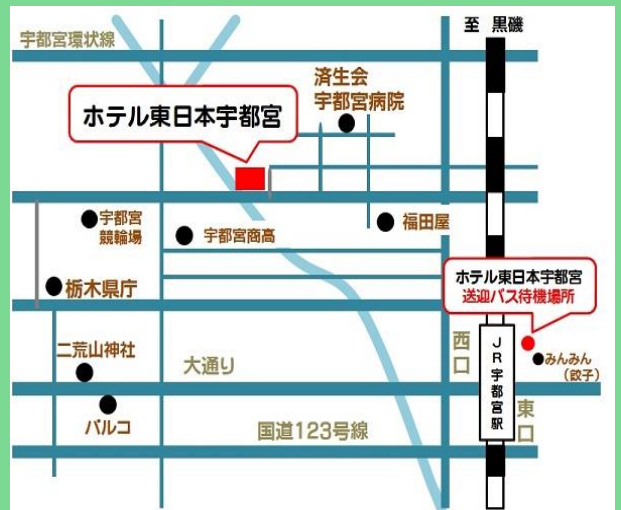 至 黒磯
宇都宮環状線
済生会
宇都宮病院
ホテル東日本宇都宮
宇都宮
競輪場
宇都宮商高
福田屋
栃木県庁
ホテル東日本宇都宮
送迎バス待機場所
二荒山神社
大通り
西口
JR宇都宮駅
みんみん
(餃子)
パルコ
東口
国道123号線